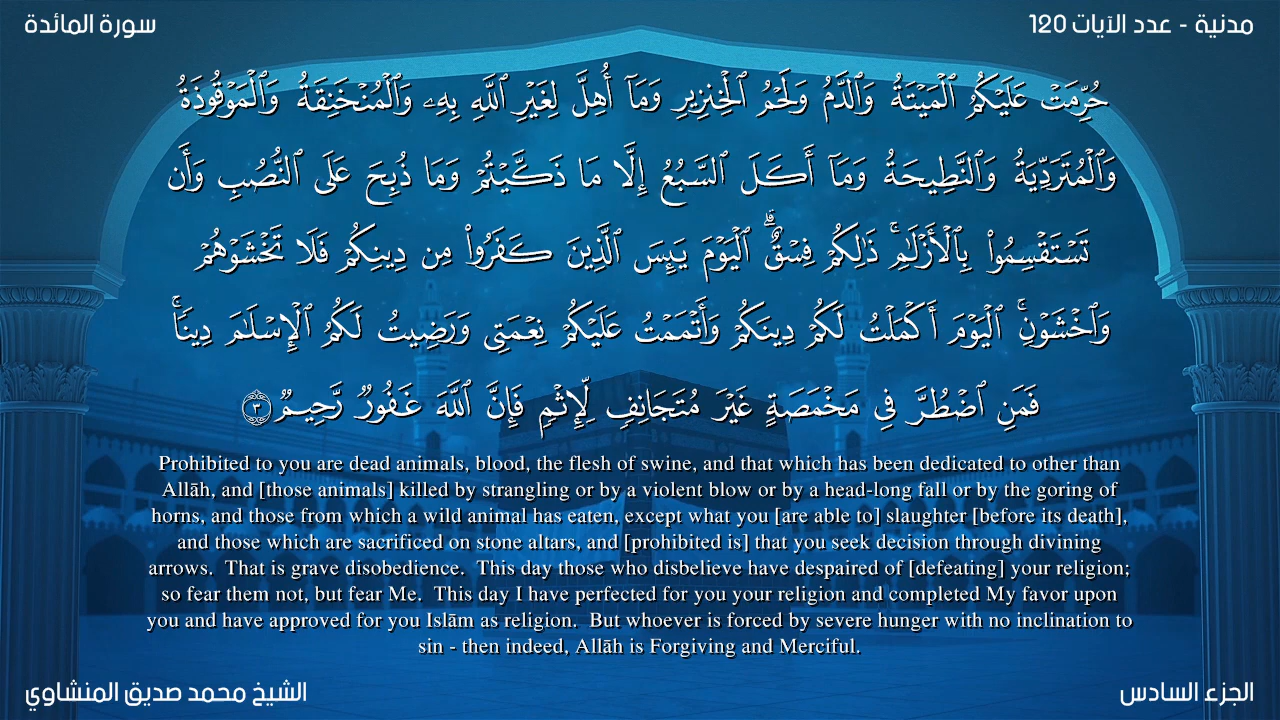 سورة المائدة
مدنية - عدد الآيات 120
حُرِّمَتْ عَلَيْكُمُ ٱلْمَيْتَةُ وَٱلدَّمُ وَلَحْمُ ٱلْخِنزِيرِ وَمَآ أُهِلَّ لِغَيْرِ ٱللَّهِ بِهِۦ وَٱلْمُنْخَنِقَةُ وَٱلْمَوْقُوذَةُ
وَٱلْمُتَرَدِّيَةُ وَٱلنَّطِيحَةُ وَمَآ أَكَلَ ٱلسَّبُعُ إِلَّا مَا ذَكَّيْتُمْ وَمَا ذُبِحَ عَلَى ٱلنُّصُبِ وَأَن
تَسْتَقْسِمُوا۟ بِٱلْأَزْلَٰمِ ۚ ذَٰلِكُمْ فِسْقٌ ۗ ٱلْيَوْمَ يَئِسَ ٱلَّذِينَ كَفَرُوا۟ مِن دِينِكُمْ فَلَا تَخْشَوْهُمْ
وَٱخْشَوْنِ ۚ ٱلْيَوْمَ أَكْمَلْتُ لَكُمْ دِينَكُمْ وَأَتْمَمْتُ عَلَيْكُمْ نِعْمَتِى وَرَضِيتُ لَكُمُ ٱلْإِسْلَٰمَ دِينًا ۚ
فَمَنِ ٱضْطُرَّ فِى مَخْمَصَةٍ غَيْرَ مُتَجَانِفٍ لِّإِثْمٍ فَإِنَّ ٱللَّهَ غَفُورٌ رَّحِيمٌ ٣
Prohibited to you are dead animals, blood, the flesh of swine, and that which has been dedicated to other than
Allāh, and [those animals] killed by strangling or by a violent blow or by a head-long fall or by the goring of
horns, and those from which a wild animal has eaten, except what you [are able to] slaughter [before its death],
and those which are sacrificed on stone altars, and [prohibited is] that you seek decision through divining
arrows.  That is grave disobedience.  This day those who disbelieve have despaired of [defeating] your religion;
so fear them not, but fear Me.  This day I have perfected for you your religion and completed My favor upon
you and have approved for you Islām as religion.  But whoever is forced by severe hunger with no inclination to
sin - then indeed, Allāh is Forgiving and Merciful.
الشيخ محمد صديق المنشاوي
الجزء السادس